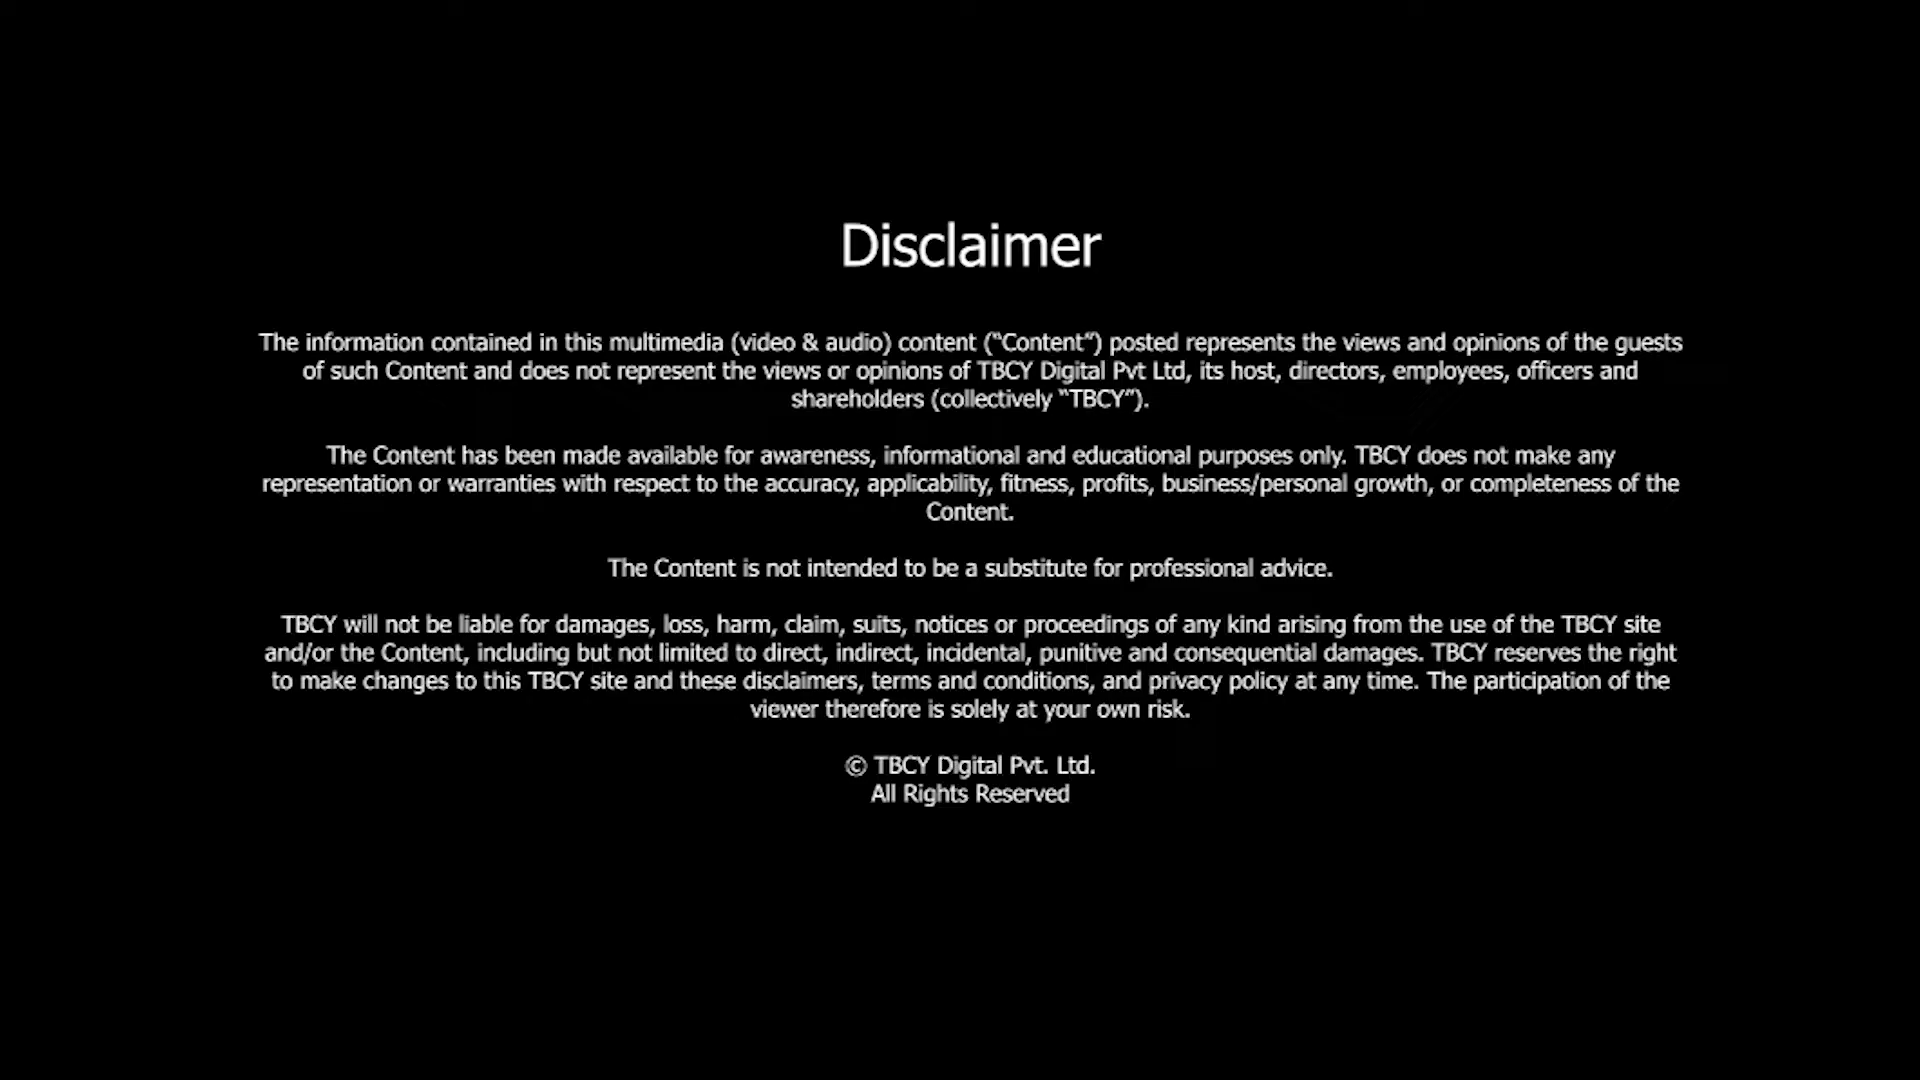 Disclaimer
The information contained in this multimedia (video & audio) content (“Content”) posted represents the views and opinions of the guests
of such Content and does not represent the views or opinions of TBCY Digital Pvt Ltd, its host, directors, employees, officers and
shareholders (collectively “TBCY”).
The Content has been made available for awareness, informational and educational purposes only. TBCY does not make any
representation or warranties with respect to the accuracy, applicability, fitness, profits, business/personal growth, or completeness of the
Content.
The Content is not intended to be a substitute for professional advice.
TBCY will not be liable for damages, loss, harm, claim, suits, notices or proceedings of any kind arising from the use of the TBCY site
and/or the Content, including but not limited to direct, indirect, incidental, punitive and consequential damages. TBCY reserves the right
to make changes to this TBCY site and these disclaimers, terms and conditions, and privacy policy at any time. The participation of the
viewer therefore is solely at your own risk.
© TBCY Digital Pvt. Ltd.
All Rights Reserved